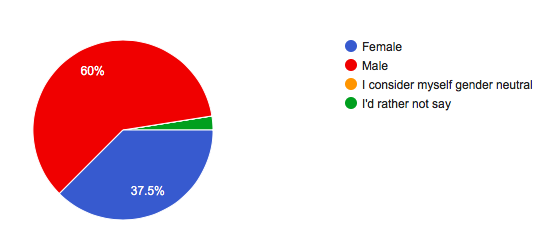 60%
37.5%
Female
Male
I consider myself gender neutral
I'd rather not say